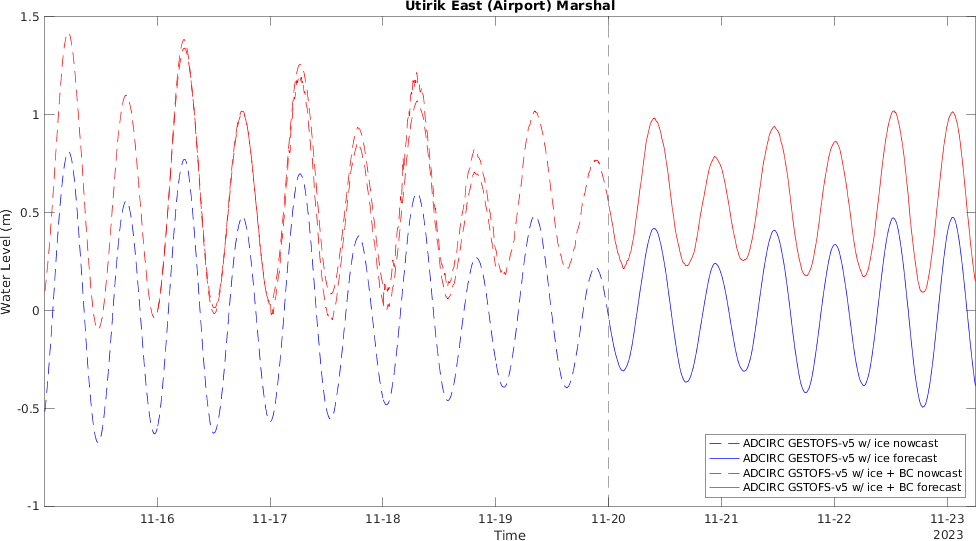 Utirik East (Airport) Marshal
Water Level (m)
1.5
1
0.5
0
-0.5
-1
11-16
11-17
11-18
11-19
11-20
11-21
11-22
11-23
Time
2023
ADCIRC GESTOFS-v5 w/ ice nowcast
ADCIRC GESTOFS-v5 w/ ice forecast
ADCIRC GSTOFS-v5 w/ ice + BC nowcast
ADCIRC GSTOFS-v5 w/ ice + BC forecast